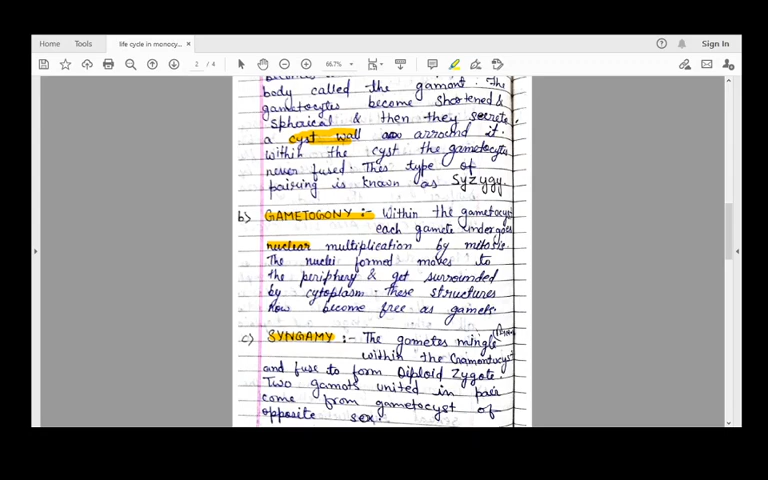 Home Tools life cycle in monocy... × Sign In
2 / 4 66.7%
body called the gamont. The
gametocytes become Shortened &
Spherical & then they secrete
a cyst wall arround it.
within the cyst the gametocytes
never fused. This type of
pairing is known as Syzygy.
b) GAMETOGONY :- Within the gametocyst
each gamete undergoes
nuclear multiplication by mitosis.
The nuclei formed moves to
the periphery & get surrounded
by cytoplasm. These structures
now become free as gamets.
c) SYNGAMY :- The gometes mingle
within the
and fuse to form Diploid Zygote.
Two gamots united in pair
come from gametocyst of
opposite sex.